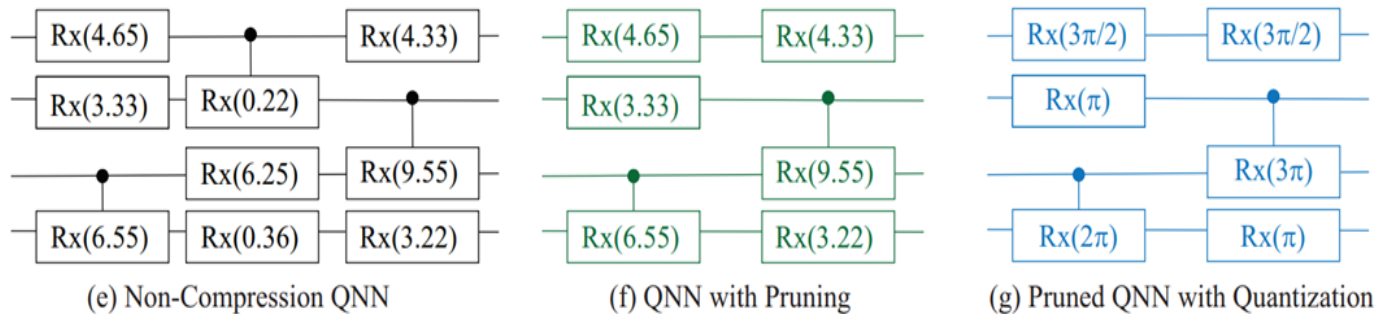 Rx(4.65) Rx(4.33) Rx(4.65) Rx(4.33) Rx(3π/2) Rx(3π/2)
Rx(3.33) Rx(0.22) Rx(3.33) Rx(π)
Rx(6.25) Rx(9.55) Rx(9.55) Rx(3π)
Rx(6.55) Rx(0.36) Rx(3.22) Rx(6.55) Rx(3.22) Rx(2π) Rx(π)
(e) Non-Compression QNN (f) QNN with Pruning (g) Pruned QNN with Quantization